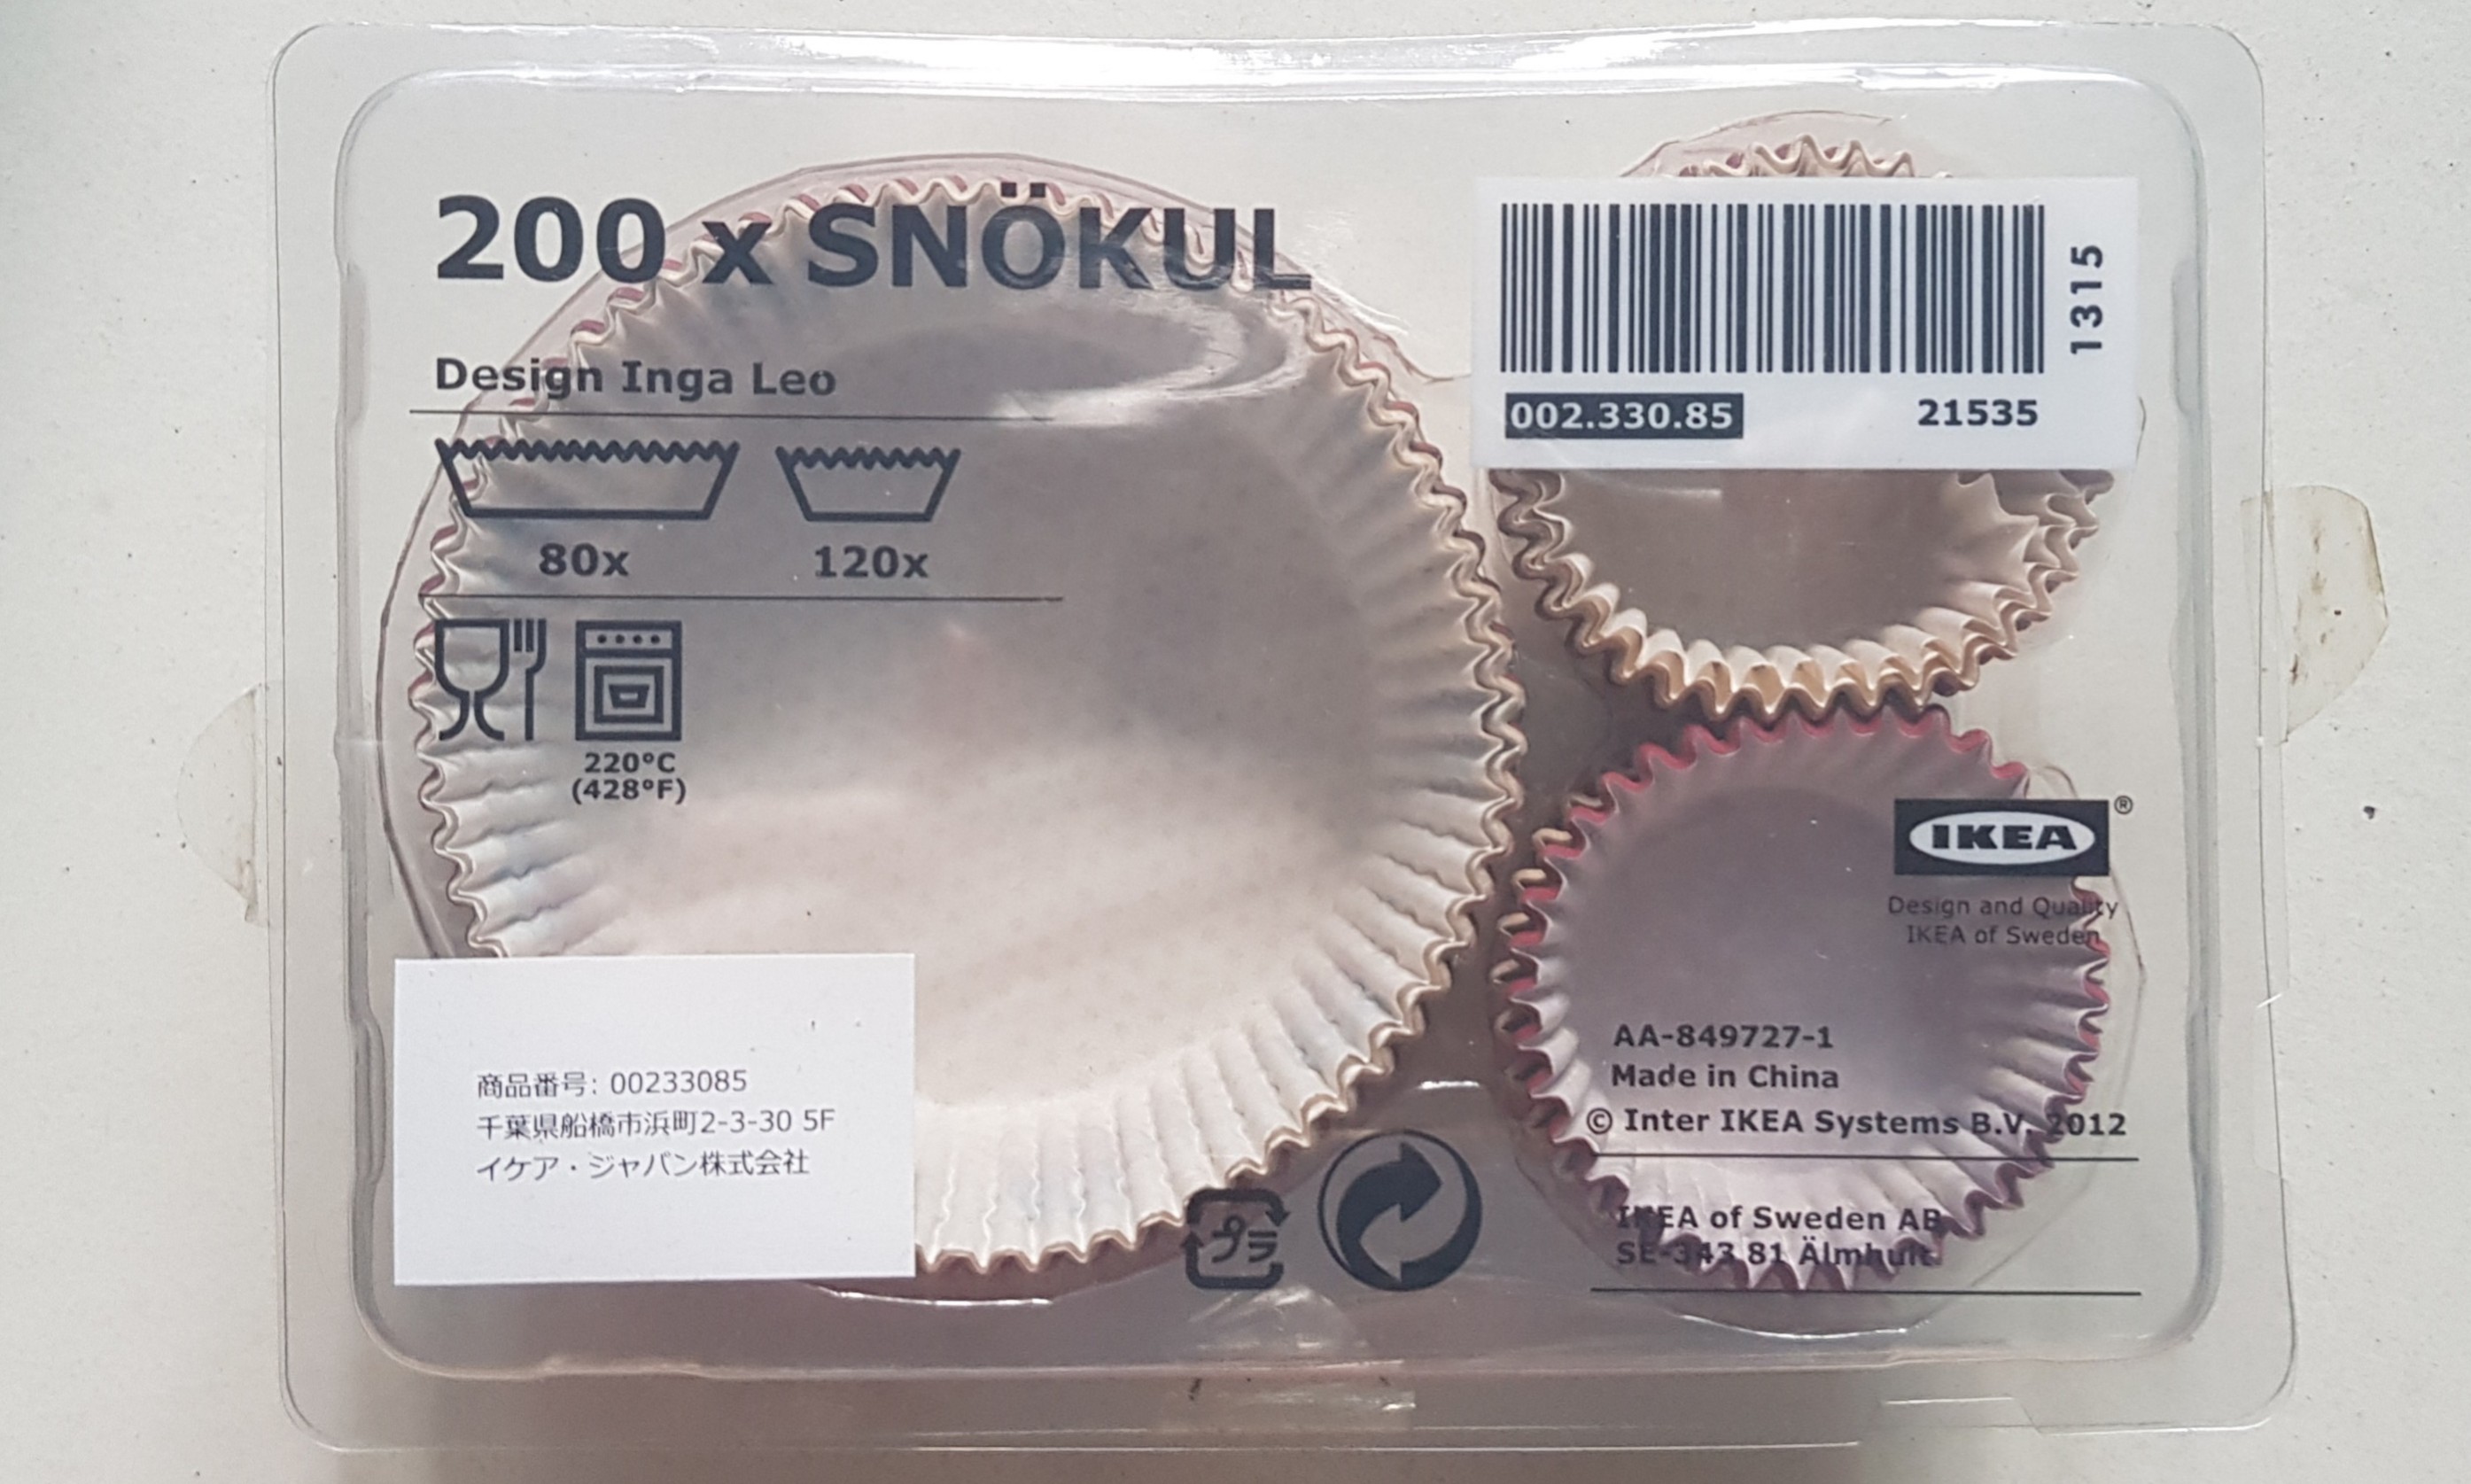 200 x SNÖKUL
Design Inga Leo
80x 120x
220°C
(428°F)
1315
002.330.85 21535
IKEA ®
Design and Quality
IKEA of Sweden
AA-849727-1
Made in China
© Inter IKEA Systems B.V. 2012
IKEA of Sweden AB
SE-343 81 Älmhult
商品番号: 00233085
千葉県船橋市浜町2-3-30 5F
イケア・ジャパン株式会社
プラ